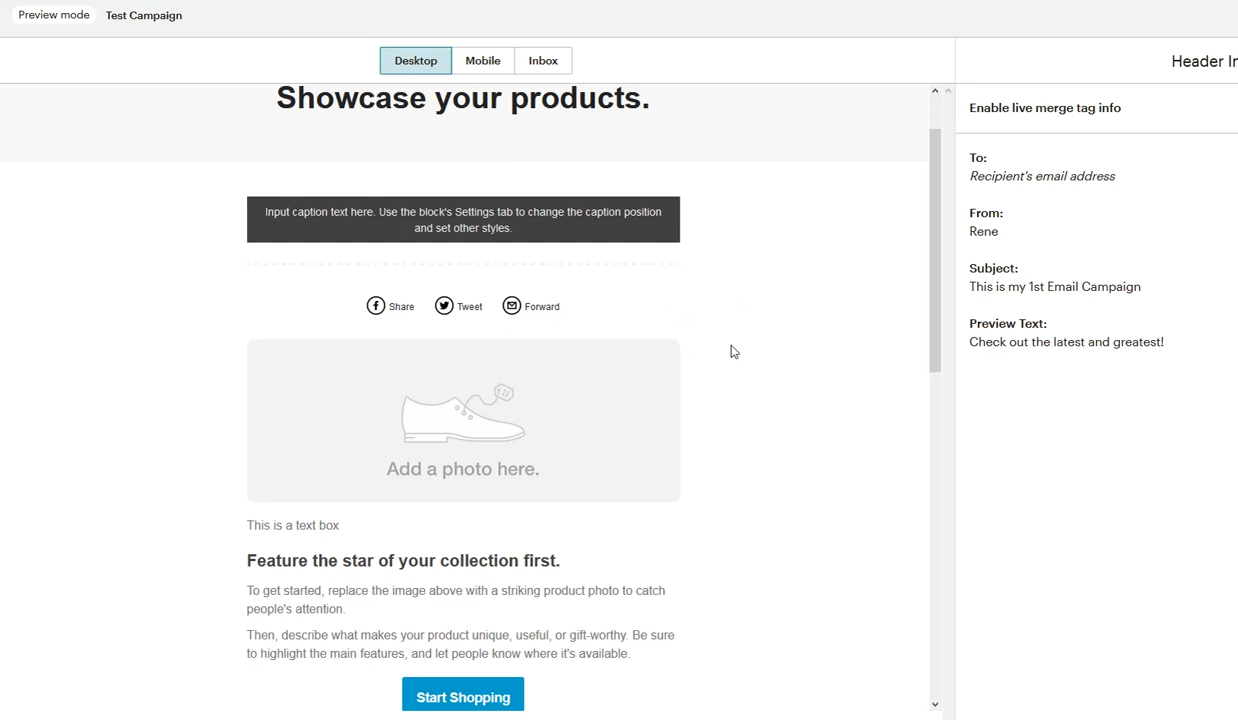 Preview mode Test Campaign
Desktop Mobile Inbox
Header In
Showcase your products.
Input caption text here. Use the block's Settings tab to change the caption position
and set other styles.
Share Tweet Forward
Add a photo here.
This is a text box
Feature the star of your collection first.
To get started, replace the image above with a striking product photo to catch
people's attention.
Then, describe what makes your product unique, useful, or gift-worthy. Be sure
to highlight the main features, and let people know where it's available.
Start Shopping
Enable live merge tag info
To:
Recipient's email address
From:
Rene
Subject:
This is my 1st Email Campaign
Preview Text:
Check out the latest and greatest!